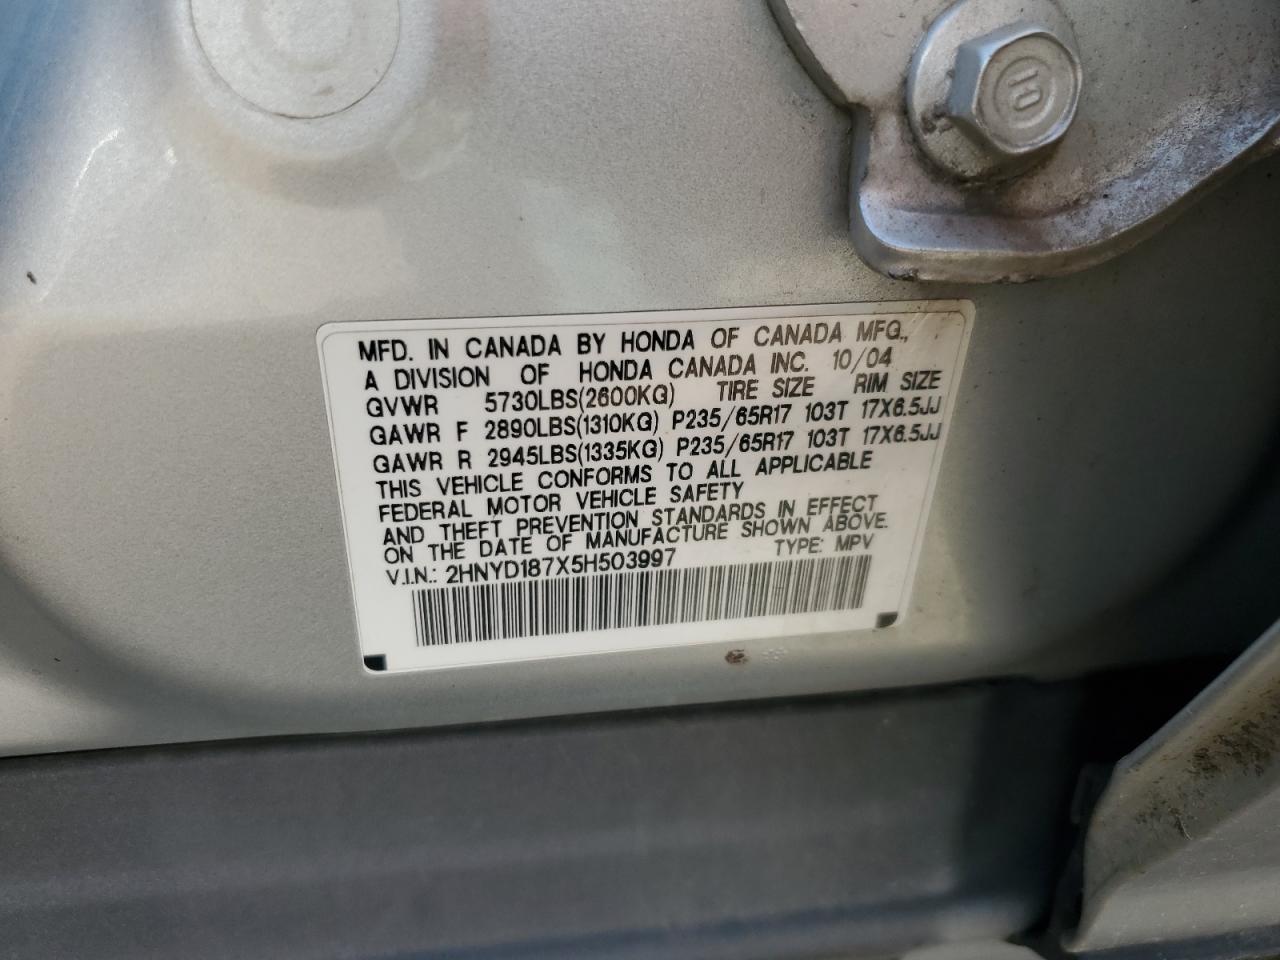 MFD. IN CANADA BY HONDA OF CANADA MFG.,
A DIVISION OF HONDA CANADA INC. 10/04
GVWR 5730LBS(2600KG) TIRE SIZE RIM SIZE
GAWR F 2890LBS(1310KG) P235/65R17 103T 17X6.5JJ
GAWR R 2945LBS(1335KG) P235/65R17 103T 17X6.5JJ
THIS VEHICLE CONFORMS TO ALL APPLICABLE
FEDERAL MOTOR VEHICLE SAFETY
AND THEFT PREVENTION STANDARDS IN EFFECT
ON THE DATE OF MANUFACTURE SHOWN ABOVE.
V.I.N.: 2HNYD187X5H503997 TYPE: MPV